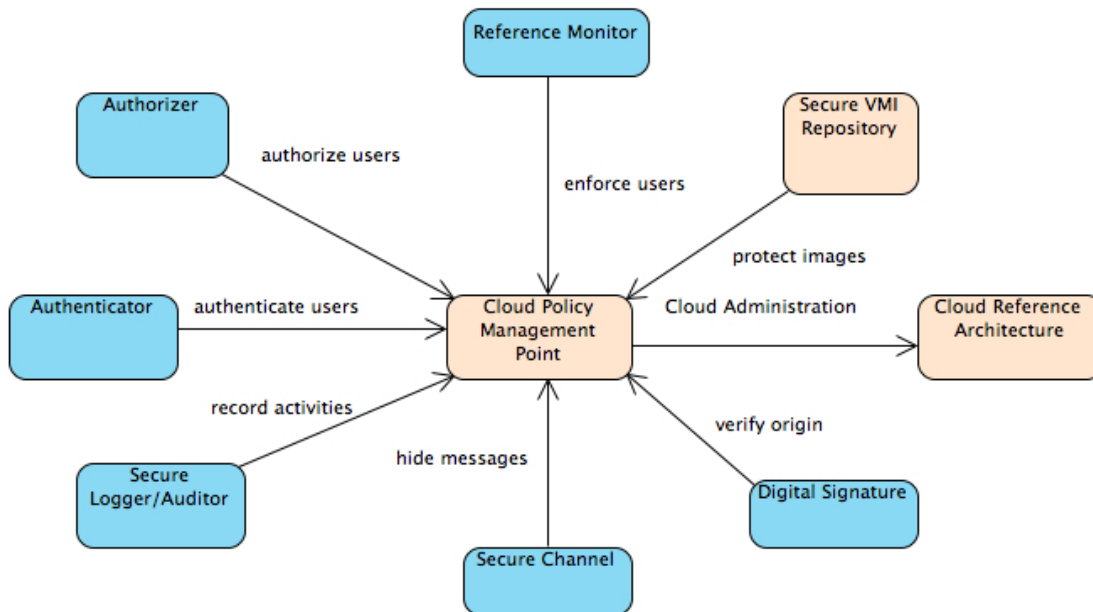 Reference Monitor
Authorizer
Secure VMI
Repository
authorize users
enforce users
protect images
Authenticator
authenticate users
Cloud Policy
Management
Point
Cloud Administration
Cloud Reference
Architecture
record activities
verify origin
hide messages
Secure
Logger/Auditor
Digital Signature
Secure Channel